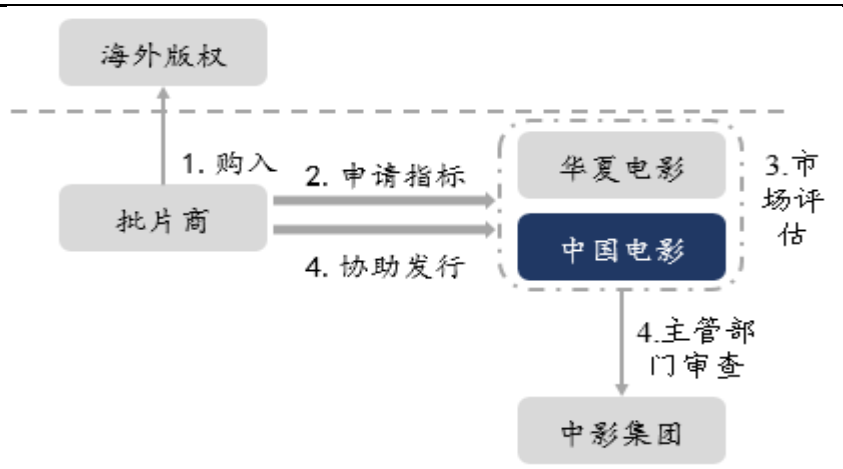 海外版权
1. 购入
2. 申请指标
华夏电影
3.市
场评
估
批片商
中国电影
4. 协助发行
4.主管部
门审查
中影集团